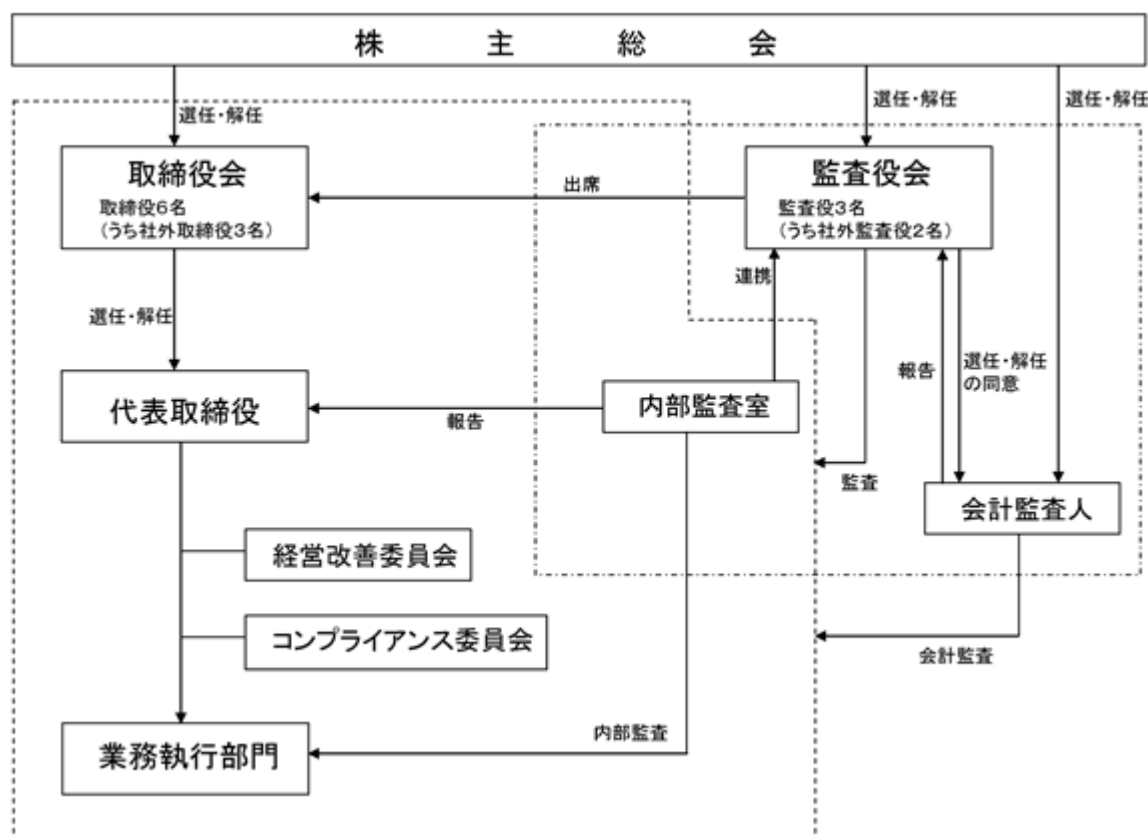 株主総会
選任・解任
選任・解任
選任・解任
取締役会
取締役6名
（うち社外取締役3名）
出席
監査役会
監査役3名
（うち社外監査役2名）
連携
選任・解任
報告
選任・解任
の同意
代表取締役
報告
内部監査室
監査
会計監査人
経営改善委員会
コンプライアンス委員会
会計監査
内部監査
業務執行部門